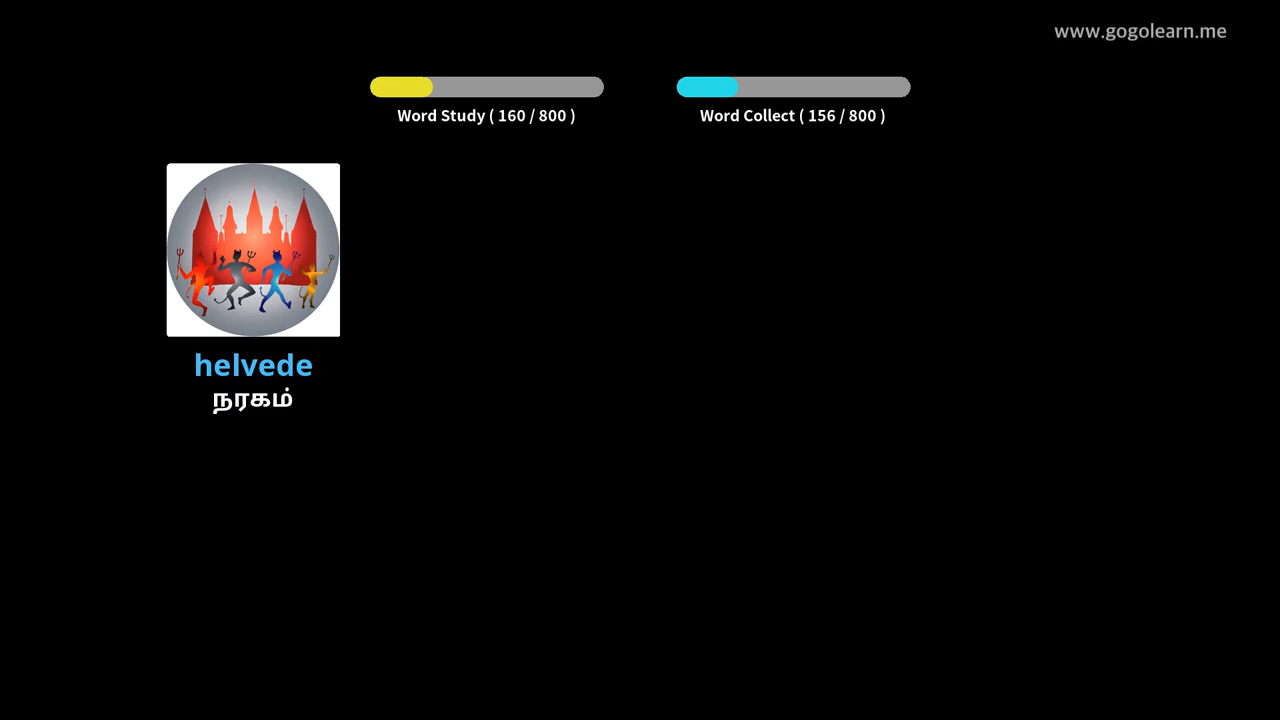 www.gogolearn.me
Word Study ( 160 / 800 )
Word Collect ( 156 / 800 )
helvede
நரகம்